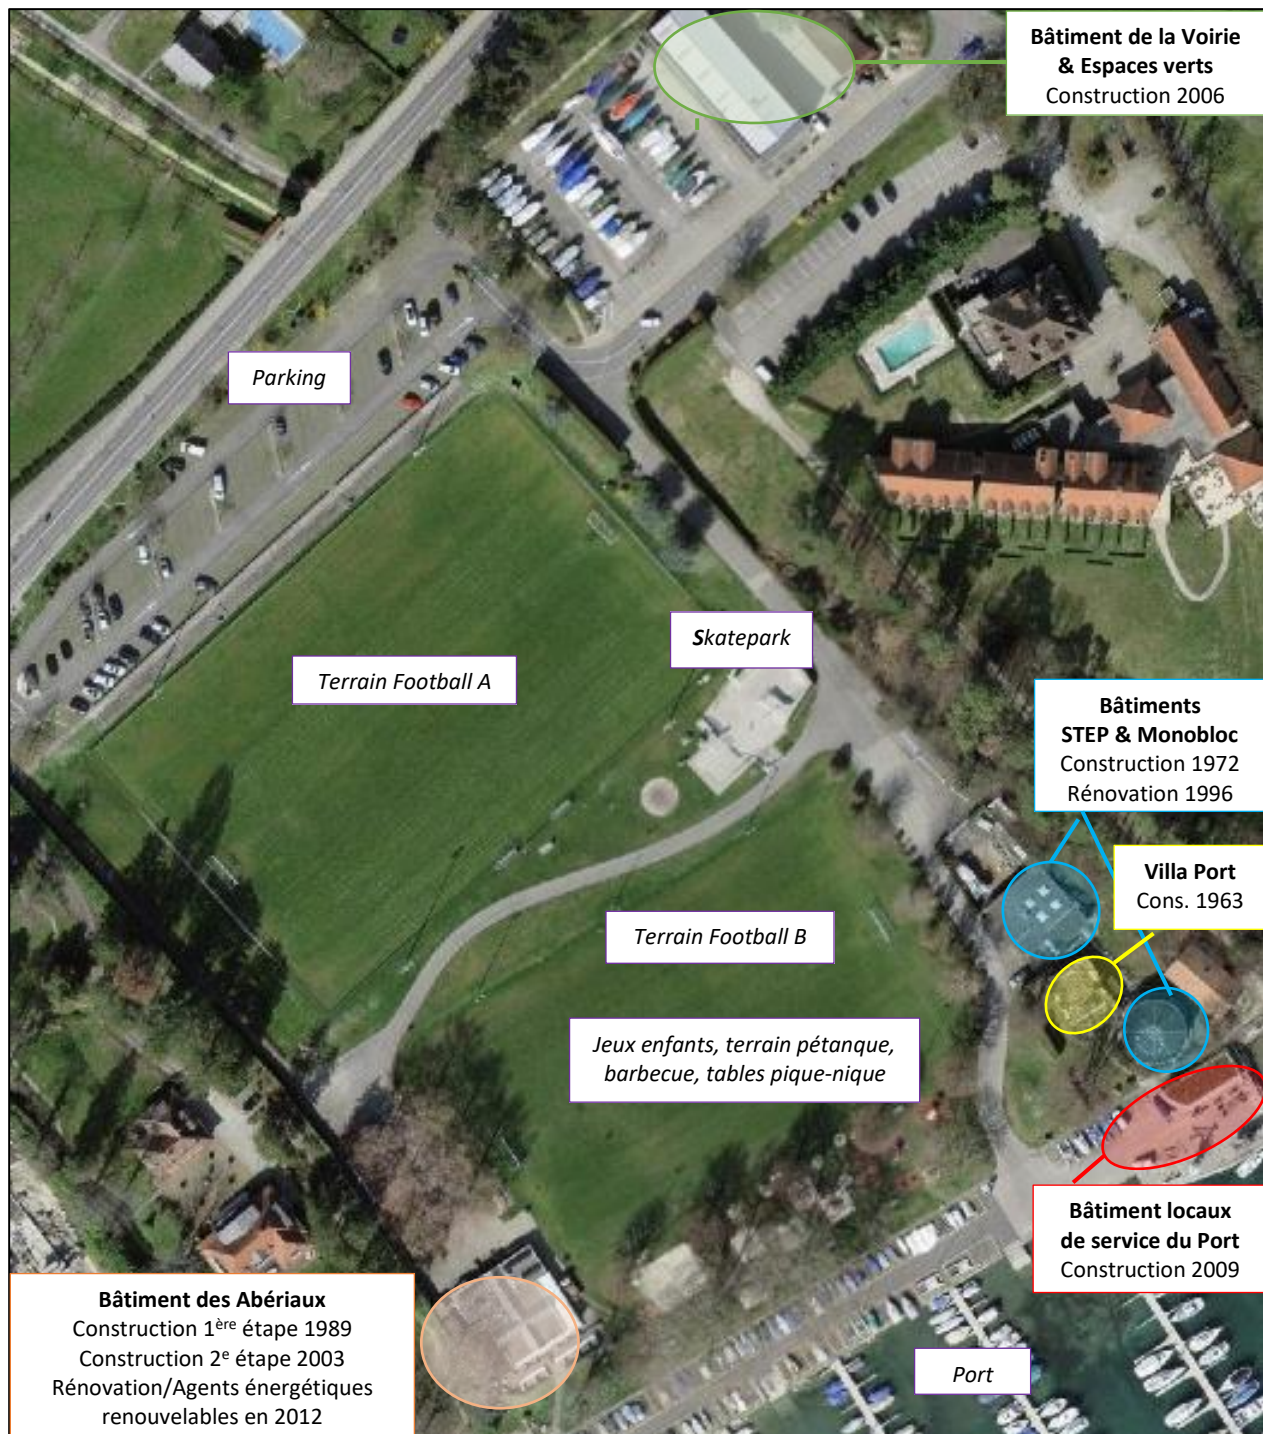 Bâtiment de la Voirie
& Espaces verts
Construction 2006
Parking
Skatepark
Terrain Football A
Bâtiments
STEP & Monobloc
Construction 1972
Rénovation 1996
Villa Port
Cons. 1963
Terrain Football B
Jeux enfants, terrain pétanque,
barbecue, tables pique-nique
Bâtiment locaux
de service du Port
Construction 2009
Bâtiment des Abériaux
Construction 1ère étape 1989
Construction 2e étape 2003
Rénovation/Agents énergétiques
renouvelables en 2012
Port